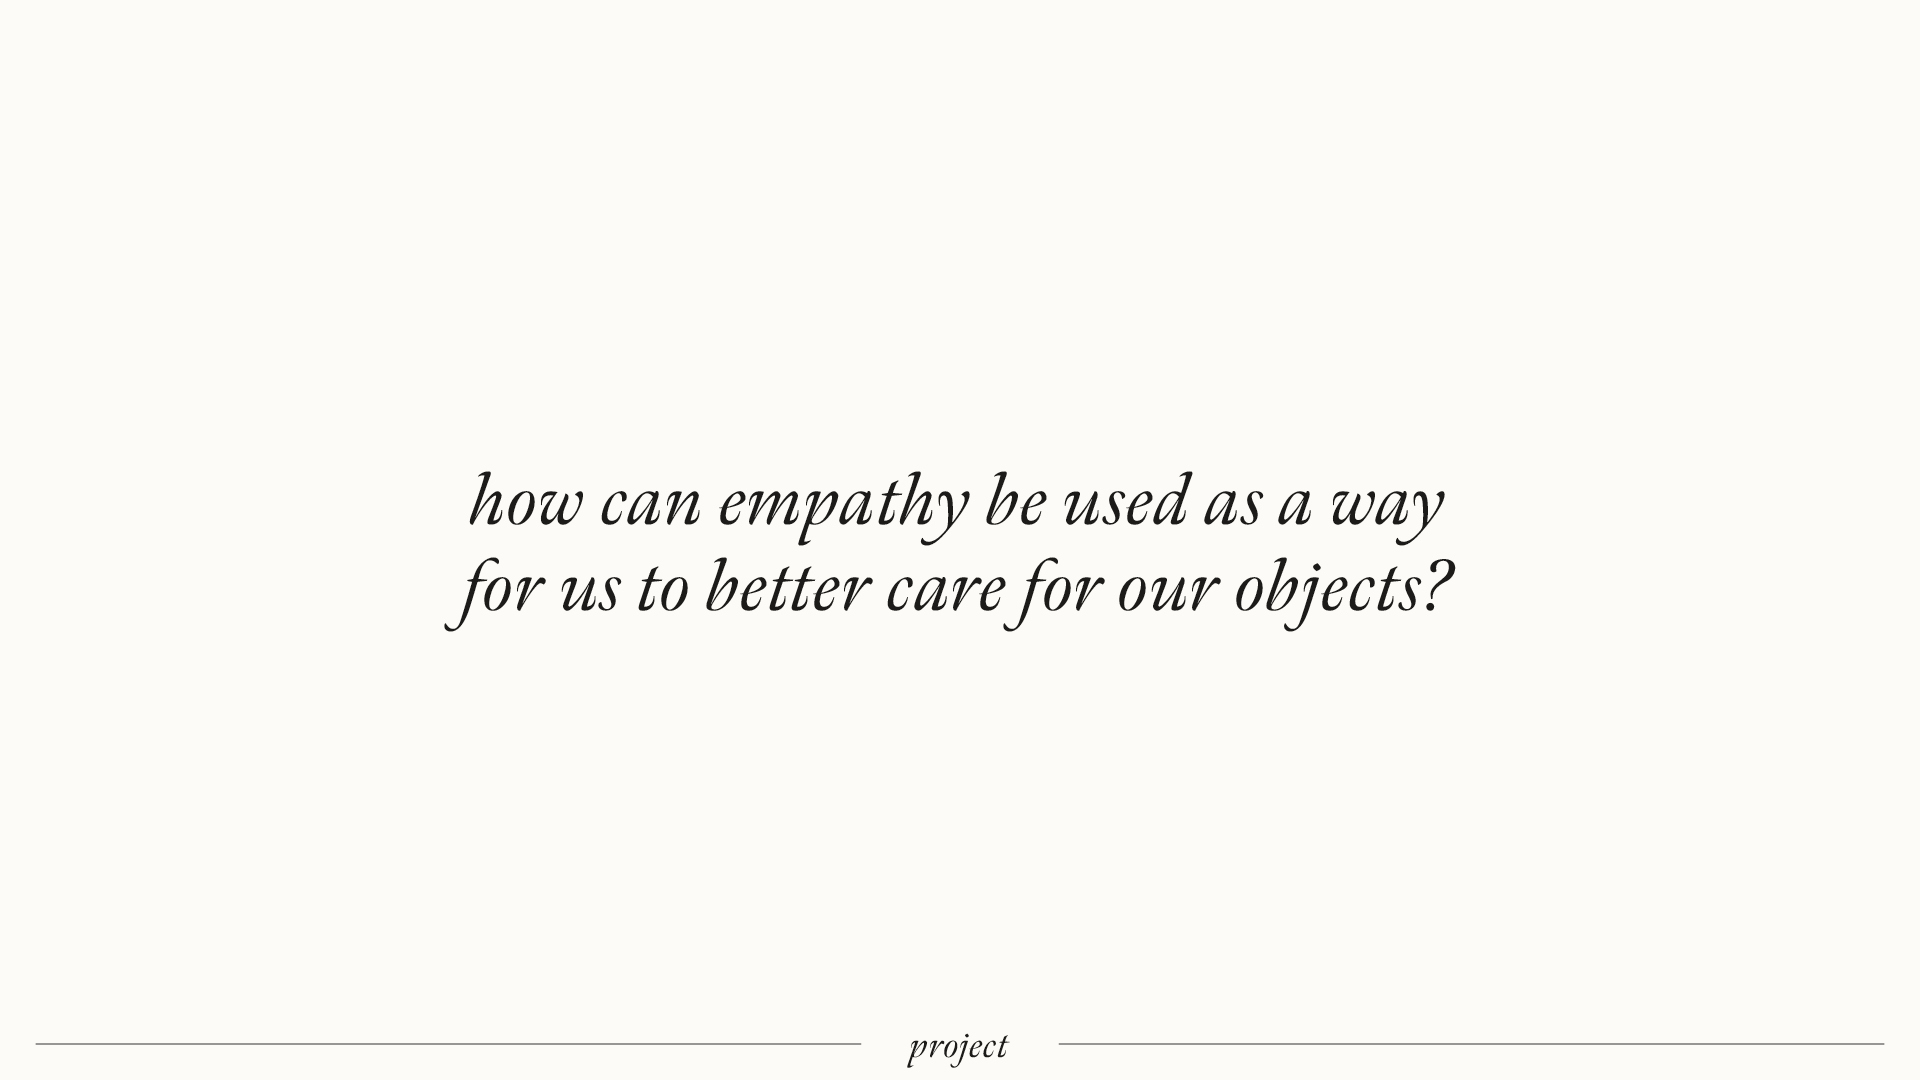 how can empathy be used as a way
for us to better care for our objects?
project